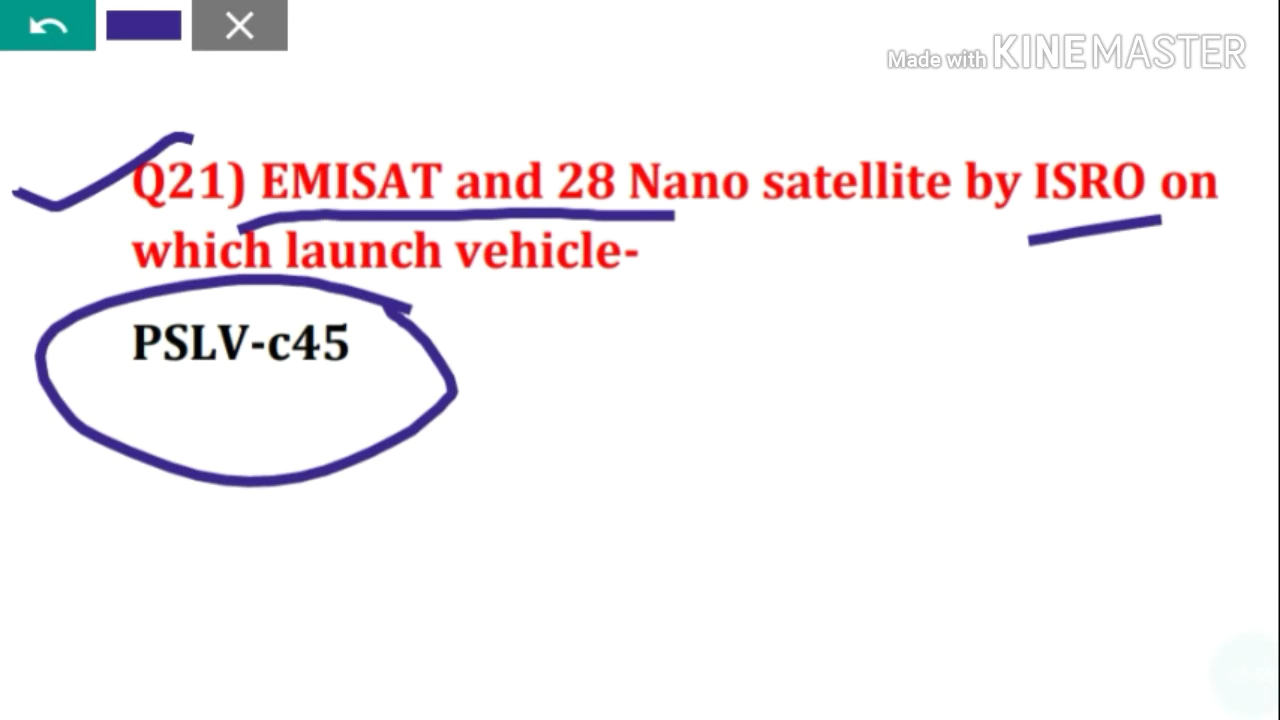 Made with KINEMASTER
Q21) EMISAT and 28 Nano satellite by ISRO on
which launch vehicle-
PSLV-c45